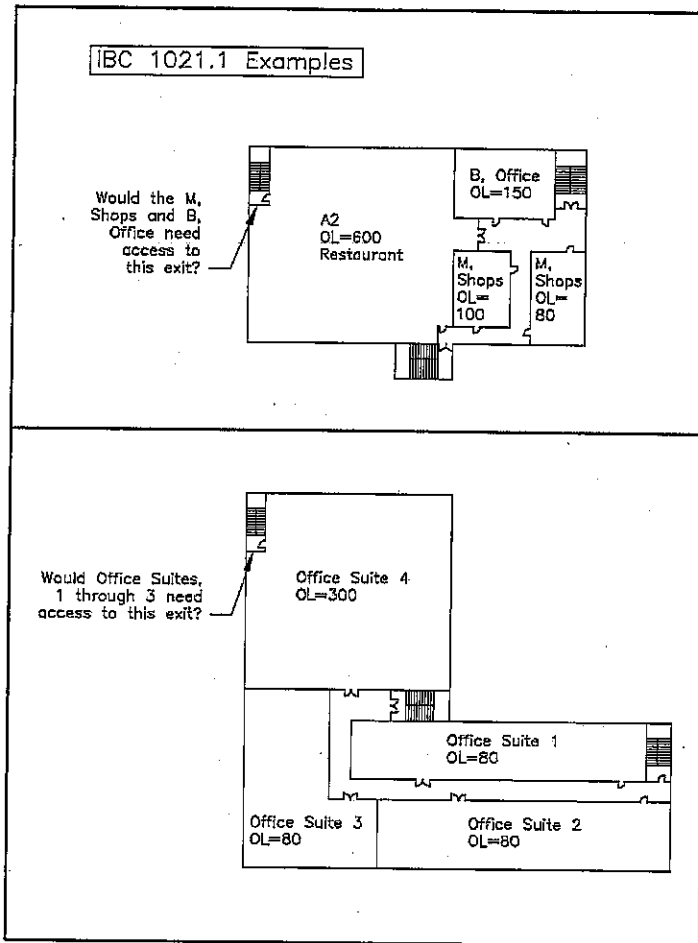 IBC 1021.1 Examples
B, Office
OL=150
Would the M,
Shops and B,
Office need
access to
this exit?
A2
OL=600
Restaurant
M,
Shops
OL=
100
M,
Shops
OL=
80
Would Office Suites,
1 through 3 need
access to this exit?
Office Suite 4
OL=300
Office Suite 1
OL=80
Office Suite 3
OL=80
Office Suite 2
OL=80